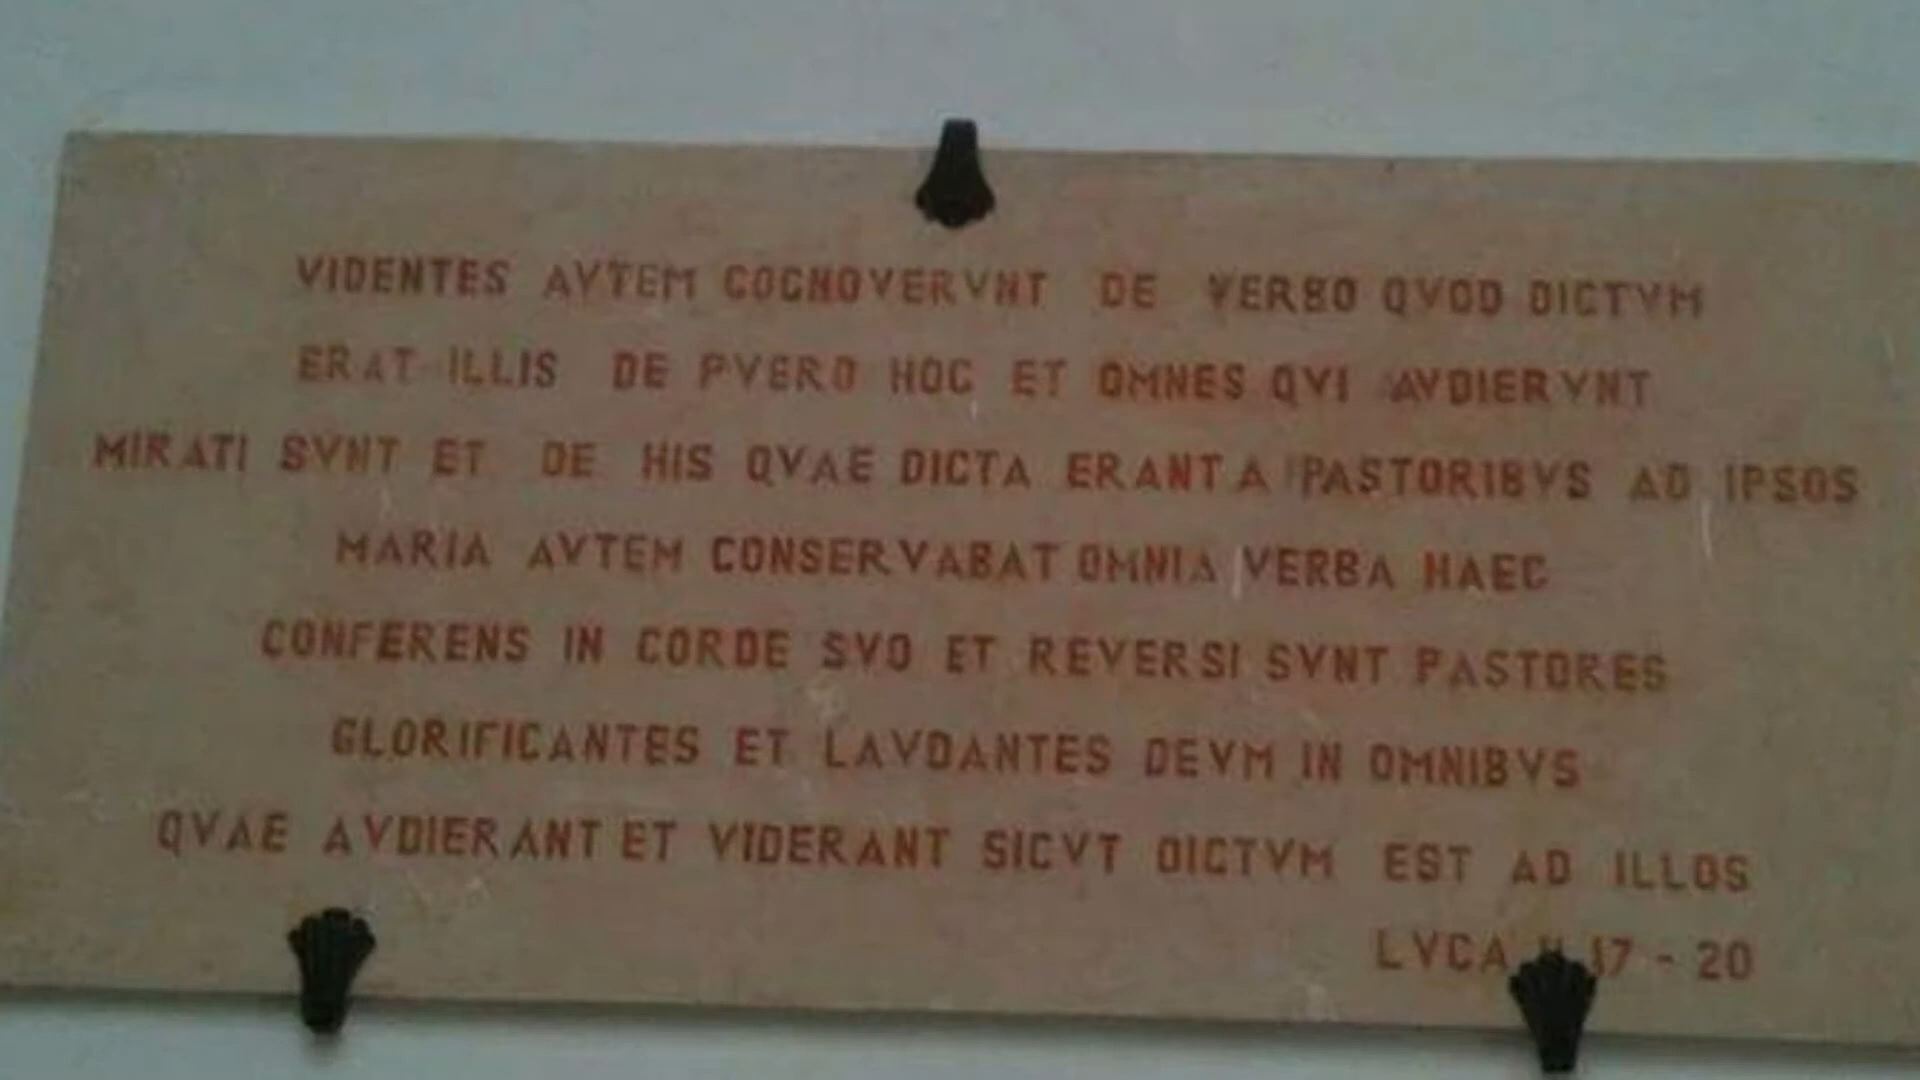 VIDENTES AVTEM COGNOVERVNT DE VERBO QVOD DICTVM
ERAT ILLIS DE PVERO HOC ET OMNES QVI AVDIERVNT
MIRATI SVNT ET DE HIS QVAE DICTA ERANT A PASTORIBVS AD IPSOS
MARIA AVTEM CONSERVABAT OMNIA VERBA HAEC
CONFERENS IN CORDE SVO ET REVERSI SVNT PASTORES
GLORIFICANTES ET LAVDANTES DEVM IN OMNIBVS
QVAE AVDIERANT ET VIDERANT SICVT DICTVM EST AD ILLOS
LVCA 17 - 20